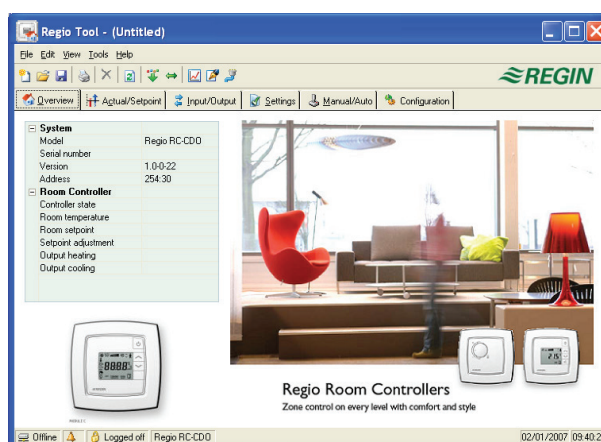 Regio Tool - (Untitled)
File Edit View Tools Help
REGIN
Overview Actual/Setpoint Input/Output Settings Manual/Auto Configuration
System
Model Regio RC-CDO
Serial number
Version 1.0-0-22
Address 254:30
Room Controller
Controller state
Room temperature
Room setpoint
Setpoint adjustment
Output heating
Output cooling
Regio Room Controllers
Zone control on every level with comfort and style
Offline Logged off Regio RC-CDO 02/01/2007 09:40:2